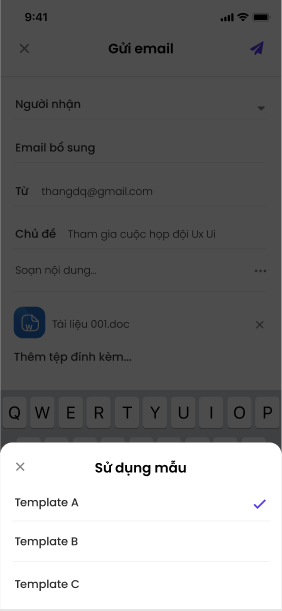 9:41
Gửi email
Người nhận
Email bổ sung
Từ thangdq@gmail.com
Chủ đề Tham gia cuộc họp đội Ux Ui
Soạn nội dung...
W Tài liệu 001.doc
Thêm tệp đính kèm...
Q W E R T Y U I O P
Sử dụng mẫu
Template A
Template B
Template C